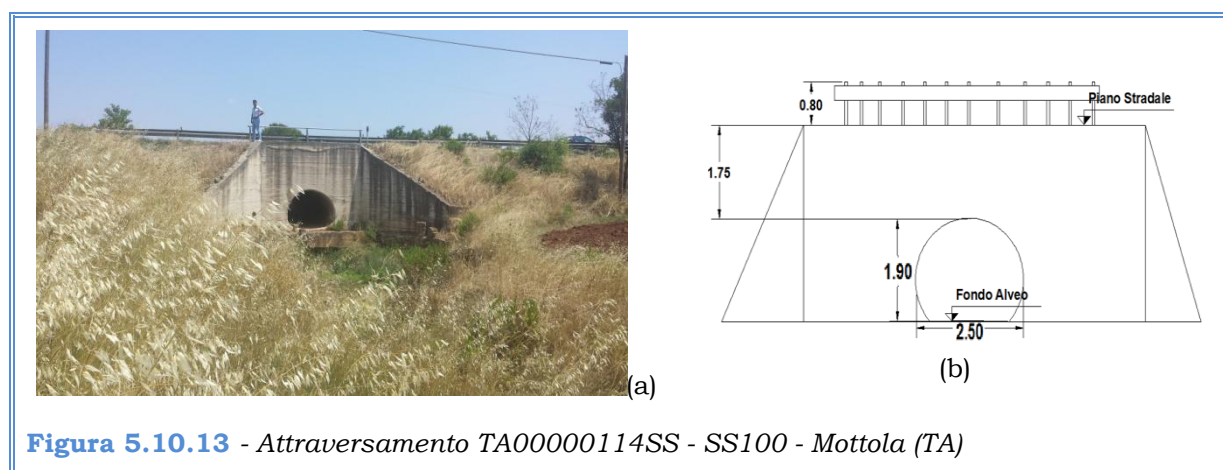 0.80
Piano Stradale
1.75
1.90
Fondo Alveo
2.50
(a)
(b)
Figura 5.10.13 - Attraversamento TA00000114SS - SS100 - Mottola (TA)